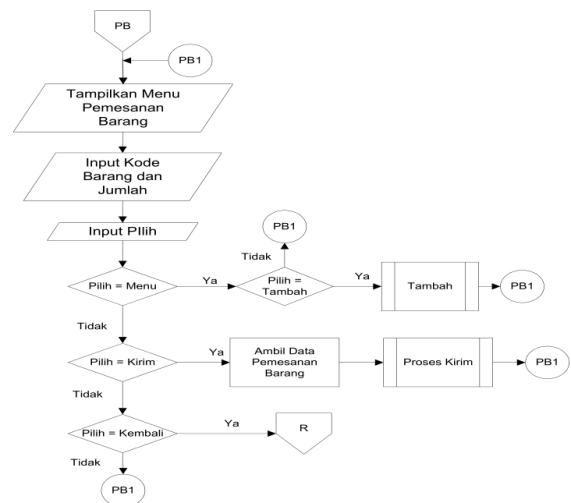 PB
PB1
Tampilkan Menu
Pemesanan
Barang
Input Kode
Barang dan
Jumlah
Input PIlih
PB1
Tidak
Pilih = Menu
Ya
Pilih =
Tambah
Ya
Tambah
PB1
Tidak
Pilih = Kirim
Ya
Ambil Data
Pemesanan
Barang
Proses Kirim
PB1
Tidak
Pilih = Kembali
Ya
R
Tidak
PB1